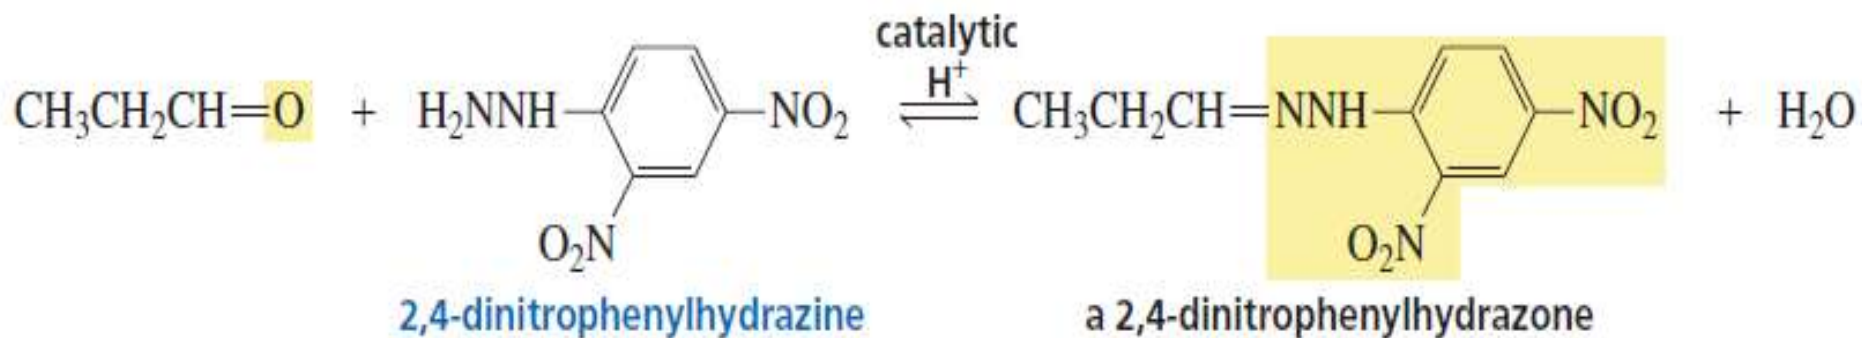 catalytic
H⁺
CH₃CH₂CH=O + H₂NNH NO₂ ⇌ CH₃CH₂CH=NNH NO₂ + H₂O
O₂N O₂N
2,4-dinitrophenylhydrazine a 2,4-dinitrophenylhydrazone